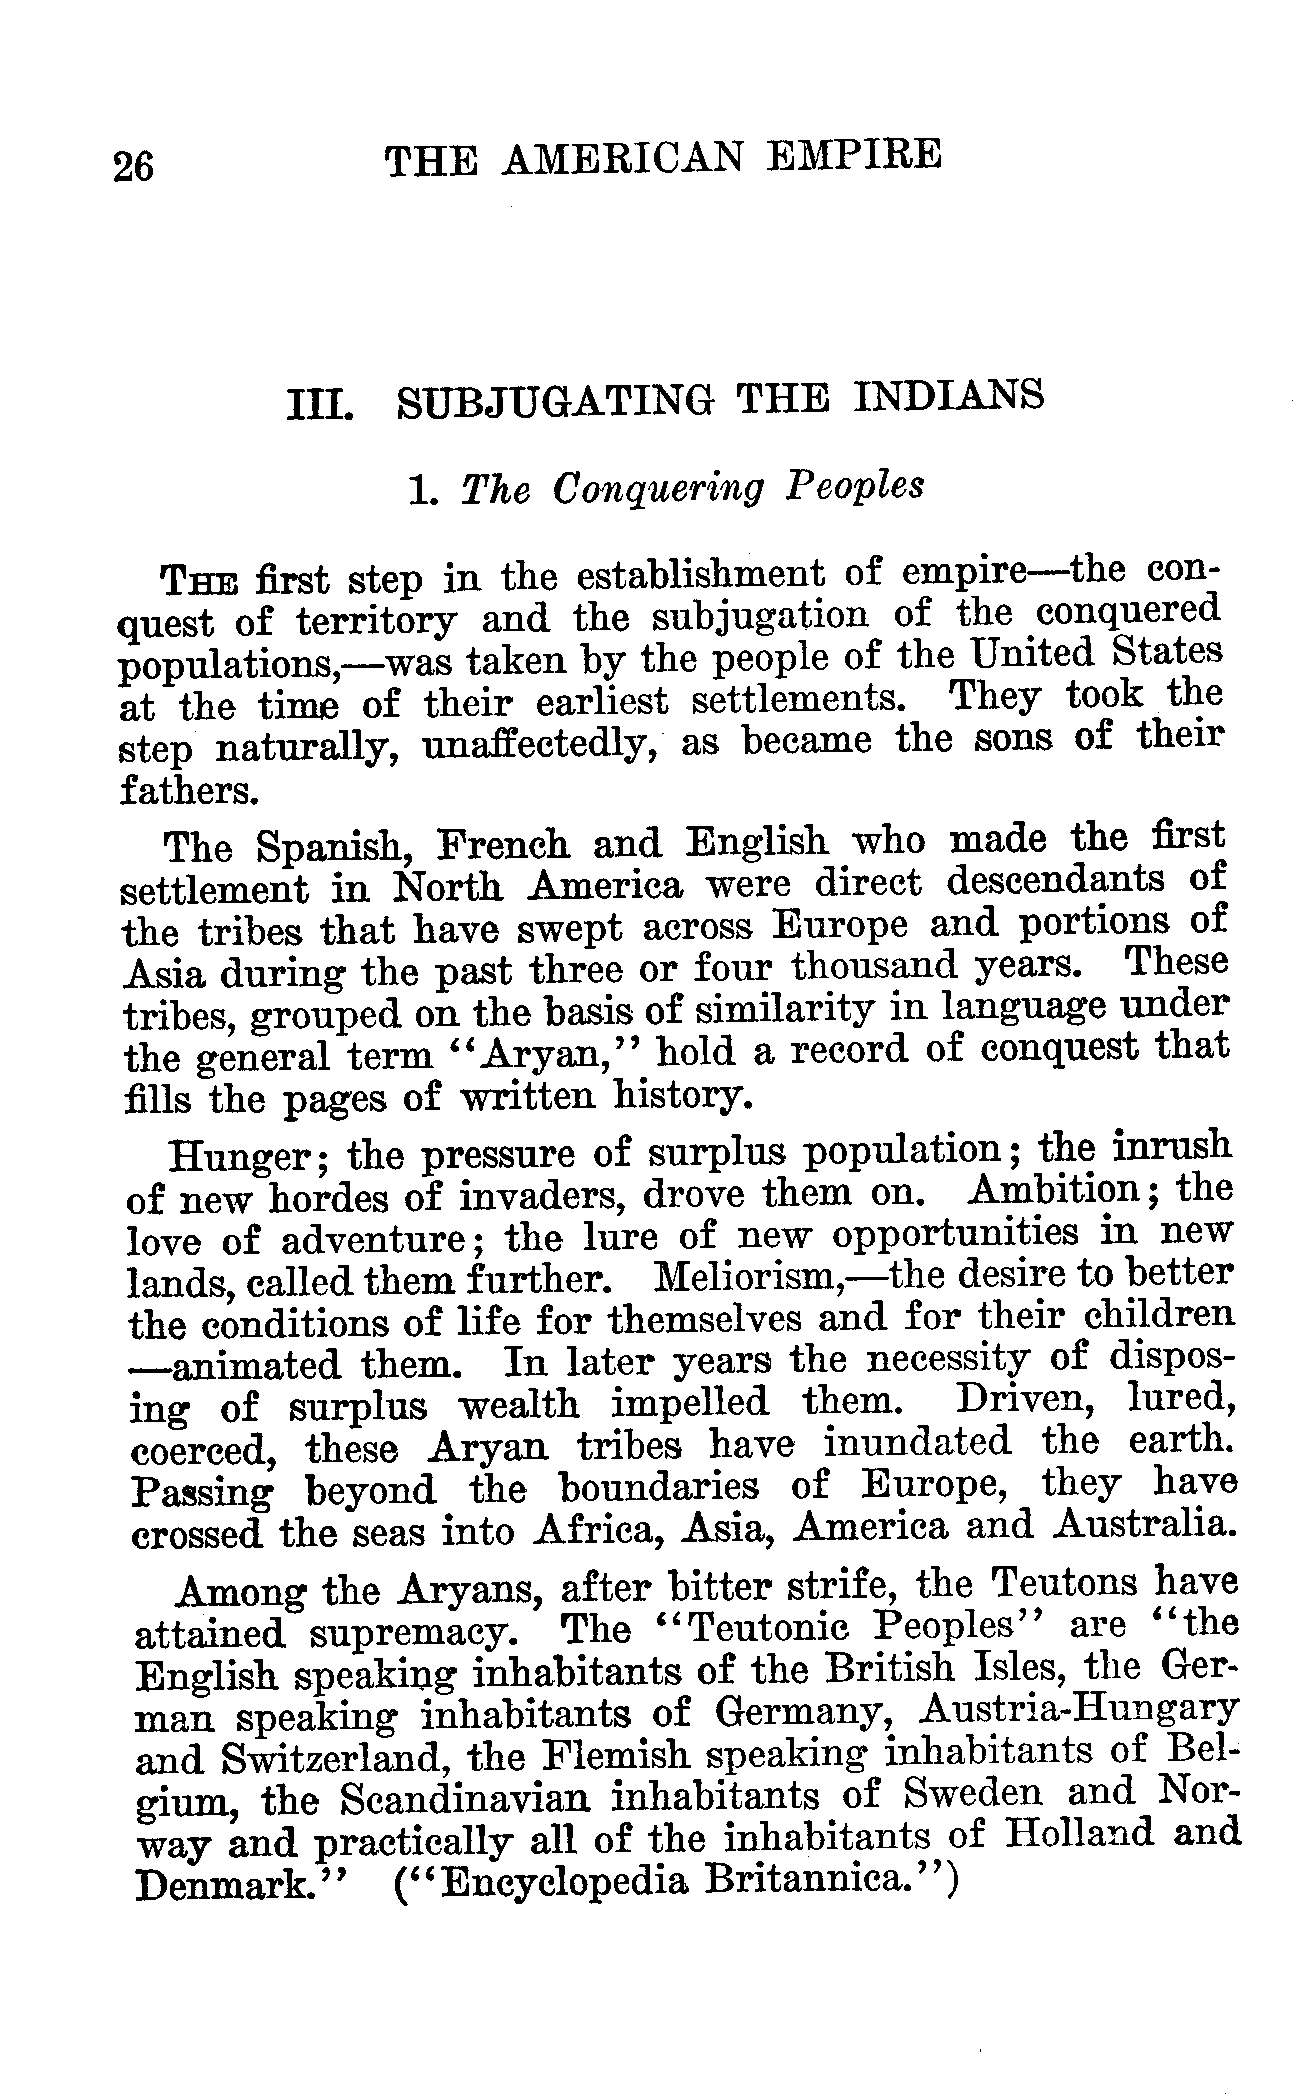 26 THE AMERICAN EMPIRE
III. SUBJUGATING THE INDIANS
1. The Conquering Peoples
THE first step in the establishment of empire—the con-
quest of territory and the subjugation of the conquered
populations,—was taken by the people of the United States
at the time of their earliest settlements. They took the
step naturally, unaffectedly, as became the sons of their
fathers.
The Spanish, French and English who made the first
settlement in North America were direct descendants of
the tribes that have swept across Europe and portions of
Asia during the past three or four thousand years. These
tribes, grouped on the basis of similarity in language under
the general term "Aryan," hold a record of conquest that
fills the pages of written history.
Hunger; the pressure of surplus population; the inrush
of new hordes of invaders, drove them on. Ambition; the
love of adventure; the lure of new opportunities in new
lands, called them further. Meliorism,—the desire to better
the conditions of life for themselves and for their children
—animated them. In later years the necessity of dispos-
ing of surplus wealth impelled them. Driven, lured,
coerced, these Aryan tribes have inundated the earth.
Passing beyond the boundaries of Europe, they have
crossed the seas into Africa, Asia, America and Australia.
Among the Aryans, after bitter strife, the Teutons have
attained supremacy. The "Teutonic Peoples" are "the
English speaking inhabitants of the British Isles, the Ger-
man speaking inhabitants of Germany, Austria-Hungary
and Switzerland, the Flemish speaking inhabitants of Bel-
gium, the Scandinavian inhabitants of Sweden and Nor-
way and practically all of the inhabitants of Holland and
Denmark." ("Encyclopedia Britannica.")